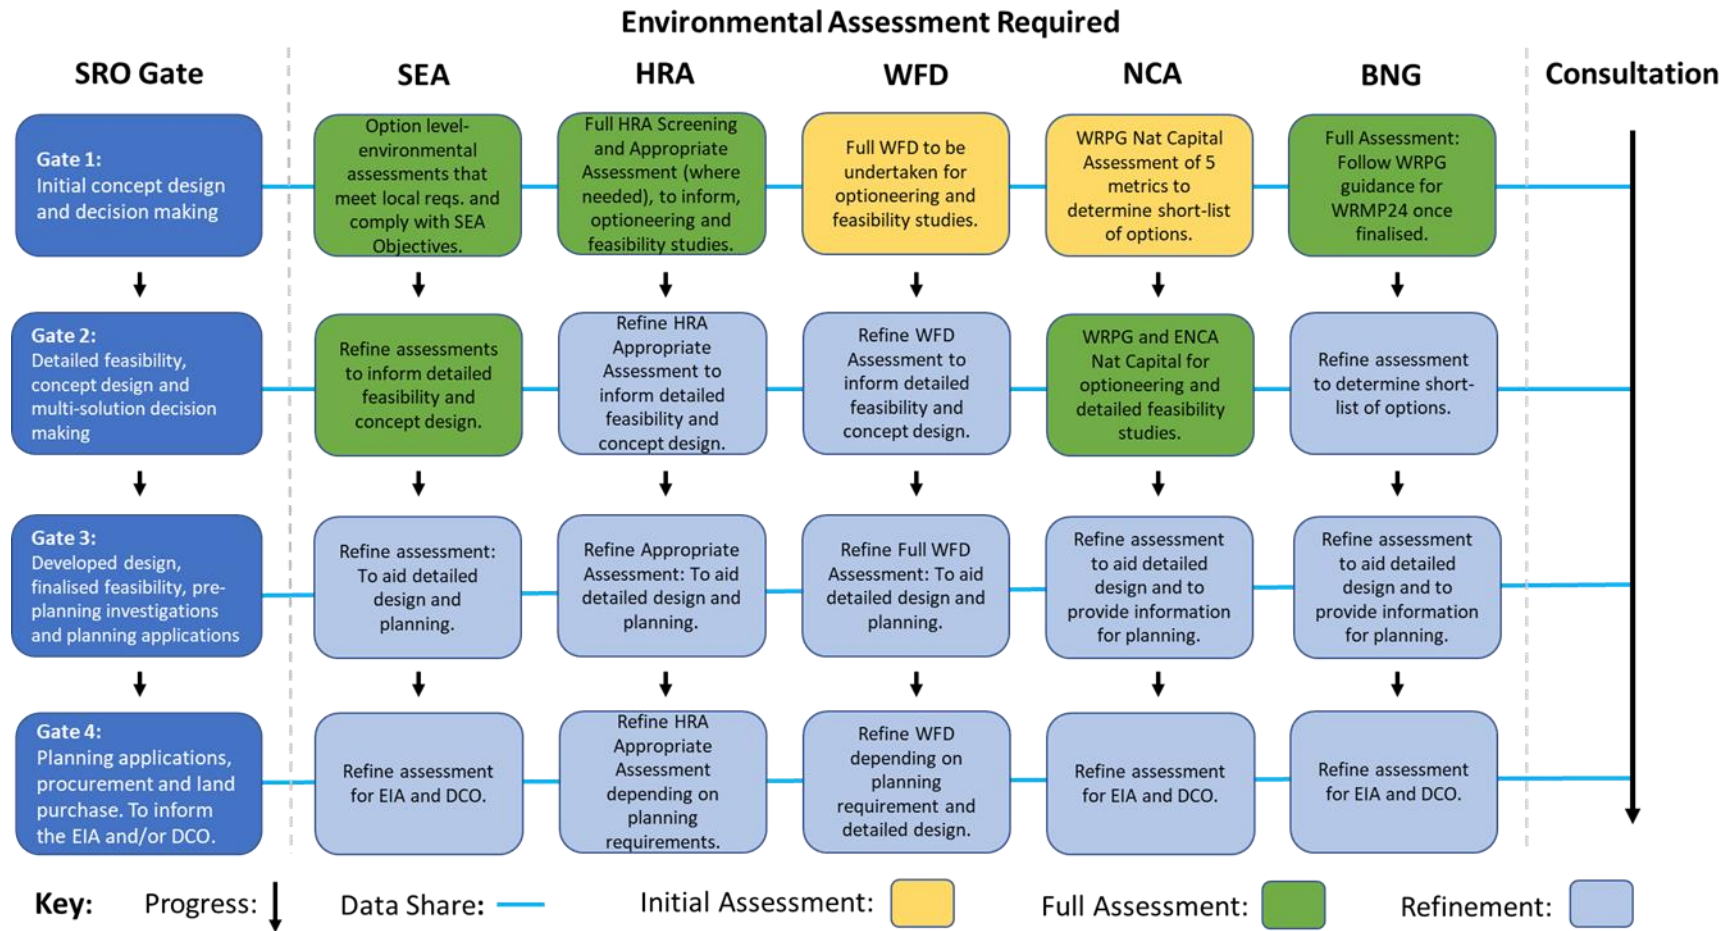 Environmental Assessment Required
SRO Gate
SEA
HRA
WFD
NCA
BNG
Consultation
Gate 1:
Initial concept design
and decision making
Option level-
environmental
assessments that
meet local reqs. and
comply with SEA
Objectives.
Full HRA Screening
and Appropriate
Assessment (where
needed), to inform,
optioneering and
feasibility studies.
Full WFD to be
undertaken for
optioneering and
feasibility studies.
WRPG Nat Capital
Assessment of 5
metrics to
determine short-list
of options.
Full Assessment:
Follow WRPG
guidance for
WRMP24 once
finalised.
Gate 2:
Detailed feasibility,
concept design and
multi-solution decision
making
Refine assessments
to inform detailed
feasibility and
concept design.
Refine HRA
Appropriate
Assessment to
inform detailed
feasibility and
concept design.
Refine WFD
Assessment to
inform detailed
feasibility and
concept design.
WRPG and ENCA
Nat Capital for
optioneering and
detailed feasibility
studies.
Refine assessment
to determine short-
list of options.
Gate 3:
Developed design,
finalised feasibility, pre-
planning investigations
and planning applications
Refine assessment:
To aid detailed
design and
planning.
Refine Appropriate
Assessment: To aid
detailed design and
planning.
Refine Full WFD
Assessment: To aid
detailed design and
planning.
Refine assessment
to aid detailed
design and to
provide information
for planning.
Refine assessment
to aid detailed
design and to
provide information
for planning.
Gate 4:
Planning applications,
procurement and land
purchase. To inform
the EIA and/or DCO.
Refine assessment
for EIA and DCO.
Refine HRA
Appropriate
Assessment
depending on
planning
requirements.
Refine WFD
depending on
planning
requirement and
detailed design.
Refine assessment
for EIA and DCO.
Refine assessment
for EIA and DCO.
Key:
Progress:
Data Share:
Initial Assessment:
Full Assessment:
Refinement: